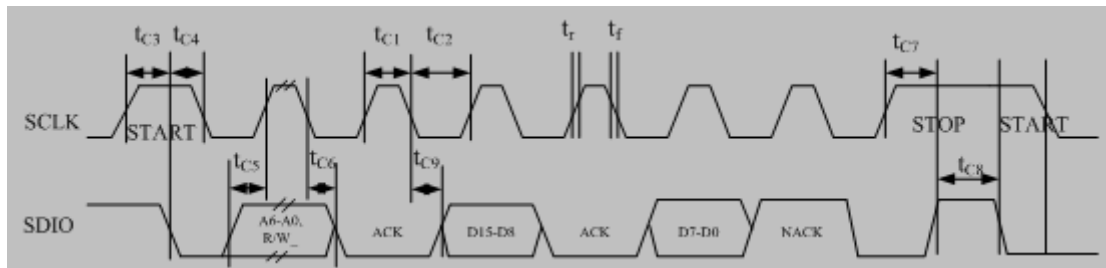 tC3 tC4 tC1 tC2 tr tf tC7
SCLK START STOP START
tC5 tC6 tC9 tC8
SDIO A6-A0, ACK D15-D8 ACK D7-D0 NACK
R/W_